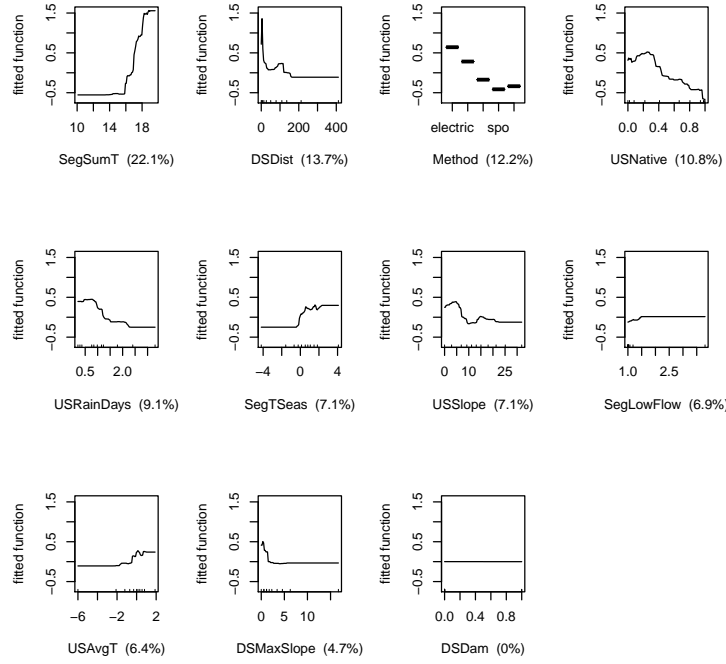 fitted function
−0.5 0.5 1.5
10 14 18
SegSumT (22.1%)
fitted function
−0.5 0.5 1.5
0 200 400
DSDist (13.7%)
fitted function
−0.5 0.5 1.5
electric spo
Method (12.2%)
fitted function
−0.5 0.5 1.5
0.0 0.4 0.8
USNative (10.8%)
fitted function
−0.5 0.5 1.5
0.5 2.0
USRainDays (9.1%)
fitted function
−0.5 0.5 1.5
−4 0 4
SegTSeas (7.1%)
fitted function
−0.5 0.5 1.5
0 5 15 25
USSlope (7.1%)
fitted function
−0.5 0.5 1.5
1.0 2.5
SegLowFlow (6.9%)
fitted function
−0.5 0.5 1.5
−6 −2 2
USAvgT (6.4%)
fitted function
−0.5 0.5 1.5
0 5 10
DSMaxSlope (4.7%)
fitted function
−0.5 0.5 1.5
0.0 0.4 0.8
DSDam (0%)